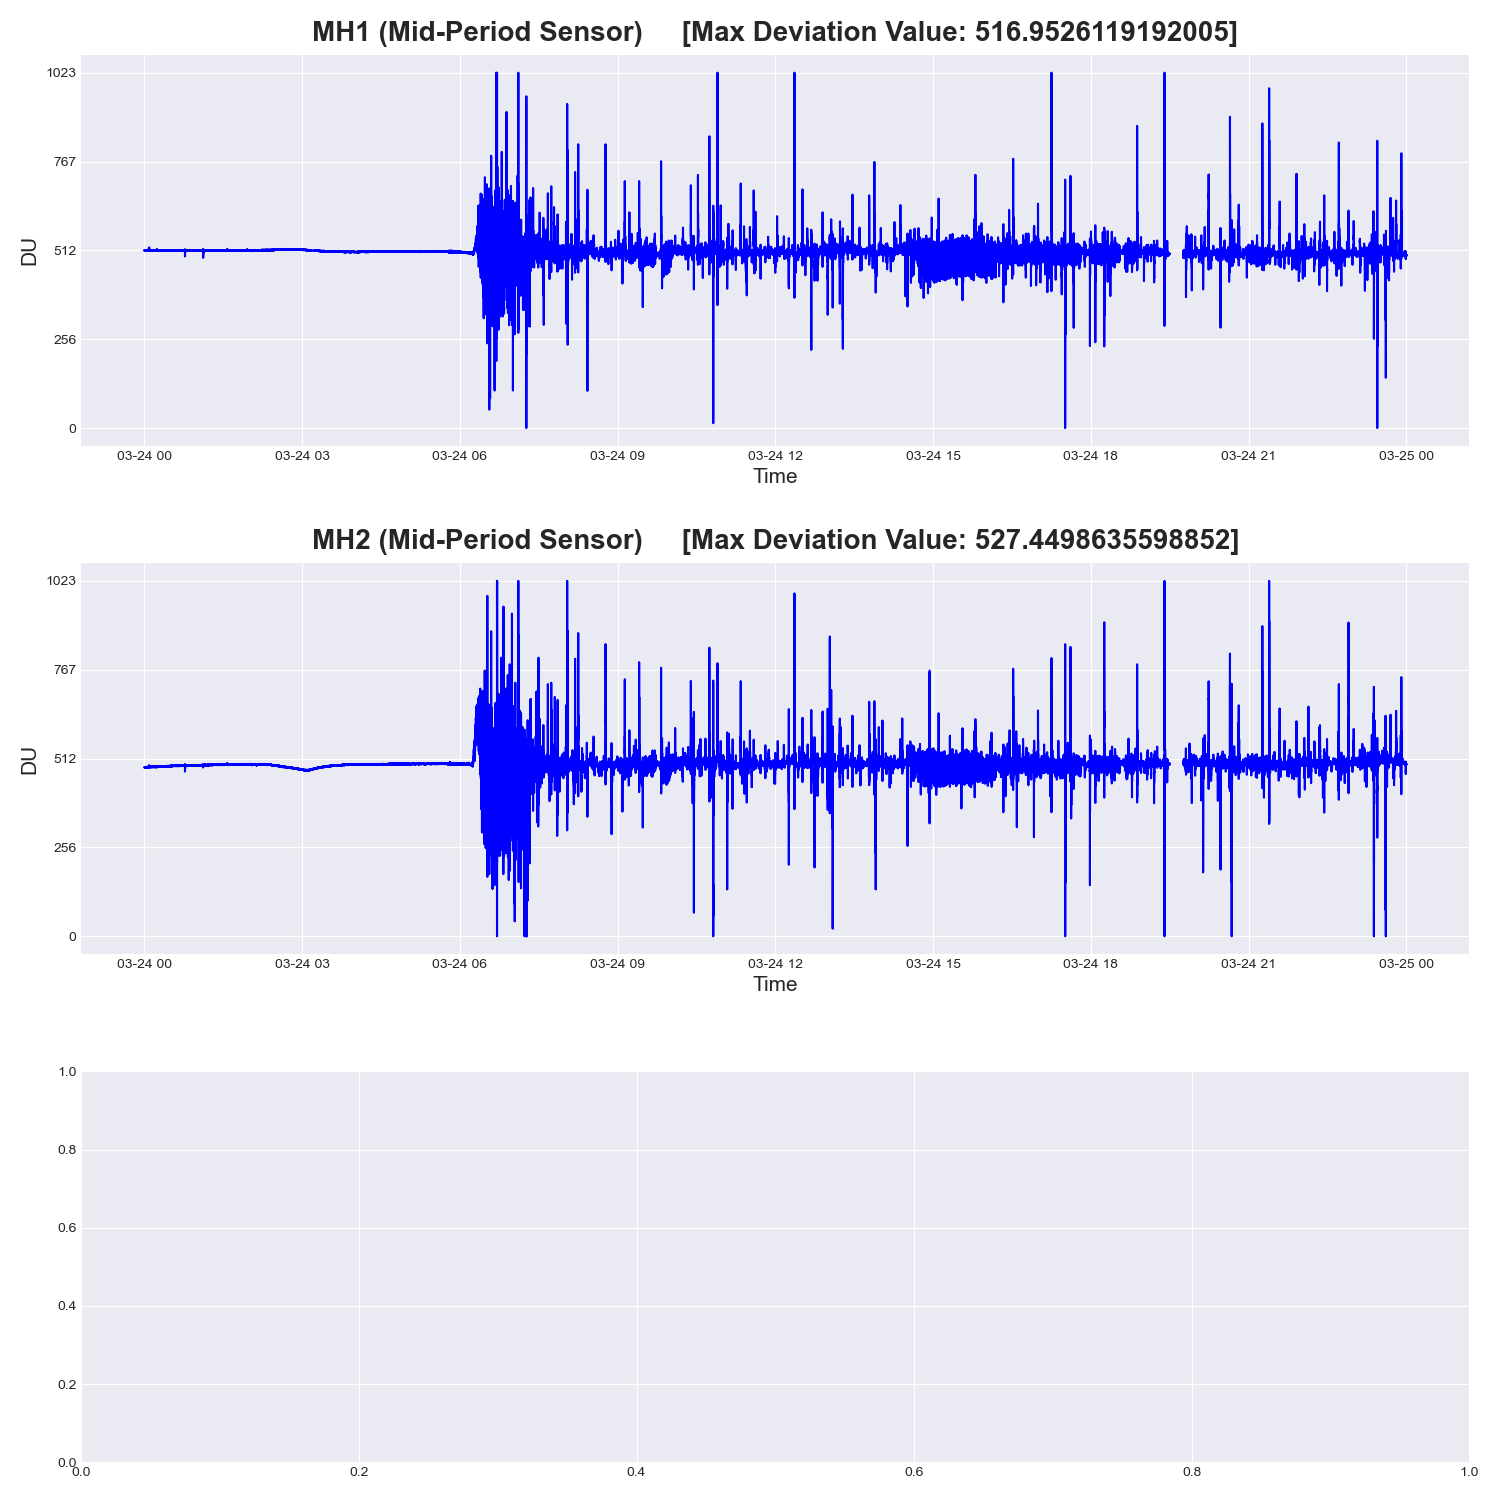 MH1 (Mid-Period Sensor) [Max Deviation Value: 516.9526119192005]
1023
767
512
256
0
DU
03-24 00 03-24 03 03-24 06 03-24 09 03-24 12 03-24 15 03-24 18 03-24 21 03-25 00
Time
MH2 (Mid-Period Sensor) [Max Deviation Value: 527.4498635598852]
1023
767
512
256
0
DU
03-24 00 03-24 03 03-24 06 03-24 09 03-24 12 03-24 15 03-24 18 03-24 21 03-25 00
Time
1.0
0.8
0.6
0.4
0.2
0.0
0.0 0.2 0.4 0.6 0.8 1.0